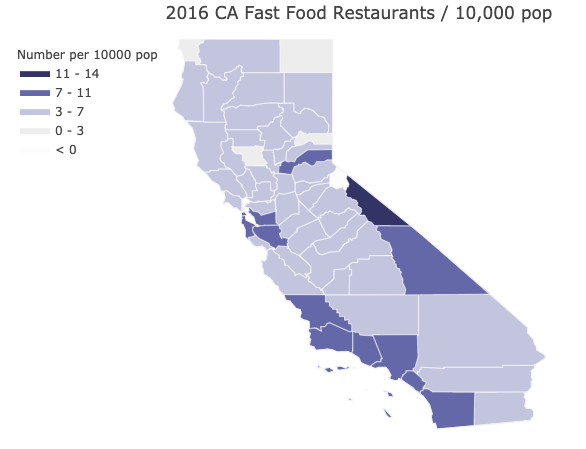 2016 CA Fast Food Restaurants / 10,000 pop
Number per 10000 pop
11 - 14
7 - 11
3 - 7
0 - 3
< 0